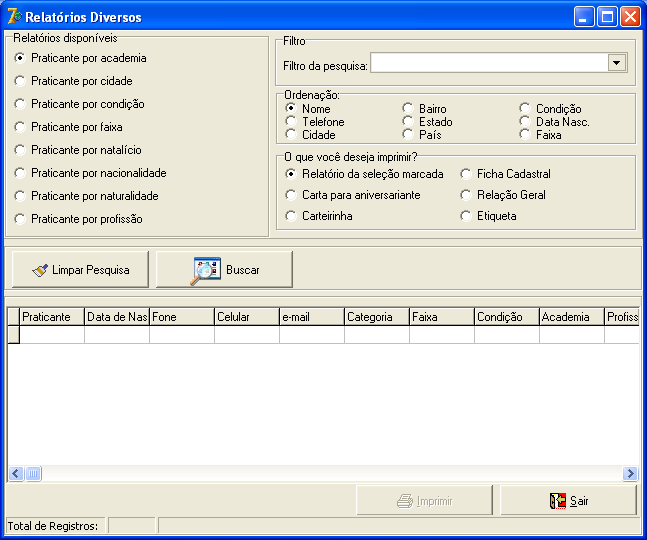 Relatórios Diversos
Relatórios disponíveis
Praticante por academia
Praticante por cidade
Praticante por condição
Praticante por faixa
Praticante por natalício
Praticante por nacionalidade
Praticante por naturalidade
Praticante por profissão
Filtro
Filtro da pesquisa:
Ordenação:
Nome Bairro Condição
Telefone Estado Data Nasc.
Cidade País Faixa
O que você deseja imprimir?
Relatório da seleção marcada Ficha Cadastral
Carta para aniversariante Relação Geral
Carteirinha Etiqueta
Limpar Pesquisa Buscar
Praticante Data de Nas Fone Celular e-mail Categoria Faixa Condição Academia Profiss
Imprimir Sair
Total de Registros: